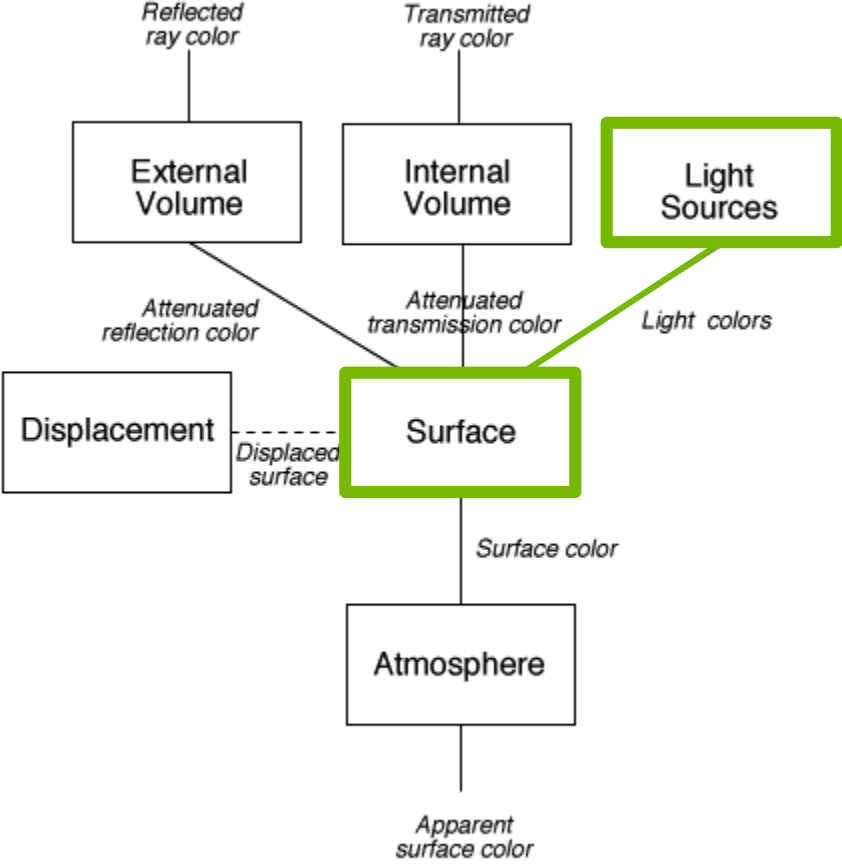 Reflected
ray color
Transmitted
ray color
External
Volume
Internal
Volume
Light
Sources
Attenuated
reflection color
Attenuated
transmission color
Light colors
Displacement
Displaced
surface
Surface
Surface color
Atmosphere
Apparent
surface color